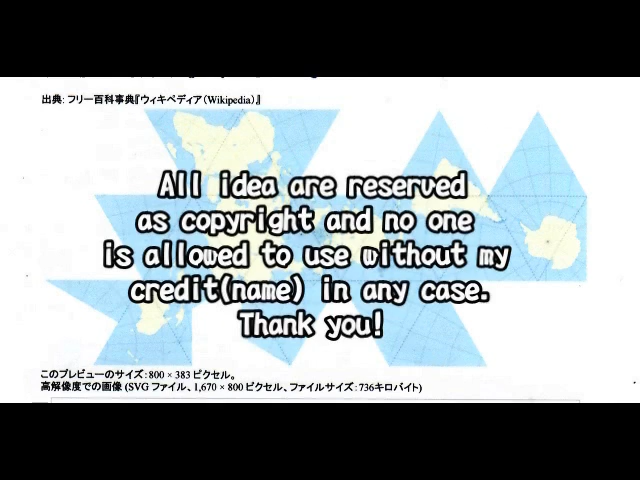 出典: フリー百科事典『ウィキペディア(Wikipedia)』
All idea are reserved
as copyright and no one
is allowed to use without my
credit(name) in any case.
Thank you!
このプレビューのサイズ: 800 × 383 ピクセル。
高解像度での画像 (SVG ファイル、1,670 × 800 ピクセル、ファイルサイズ: 736キロバイト)